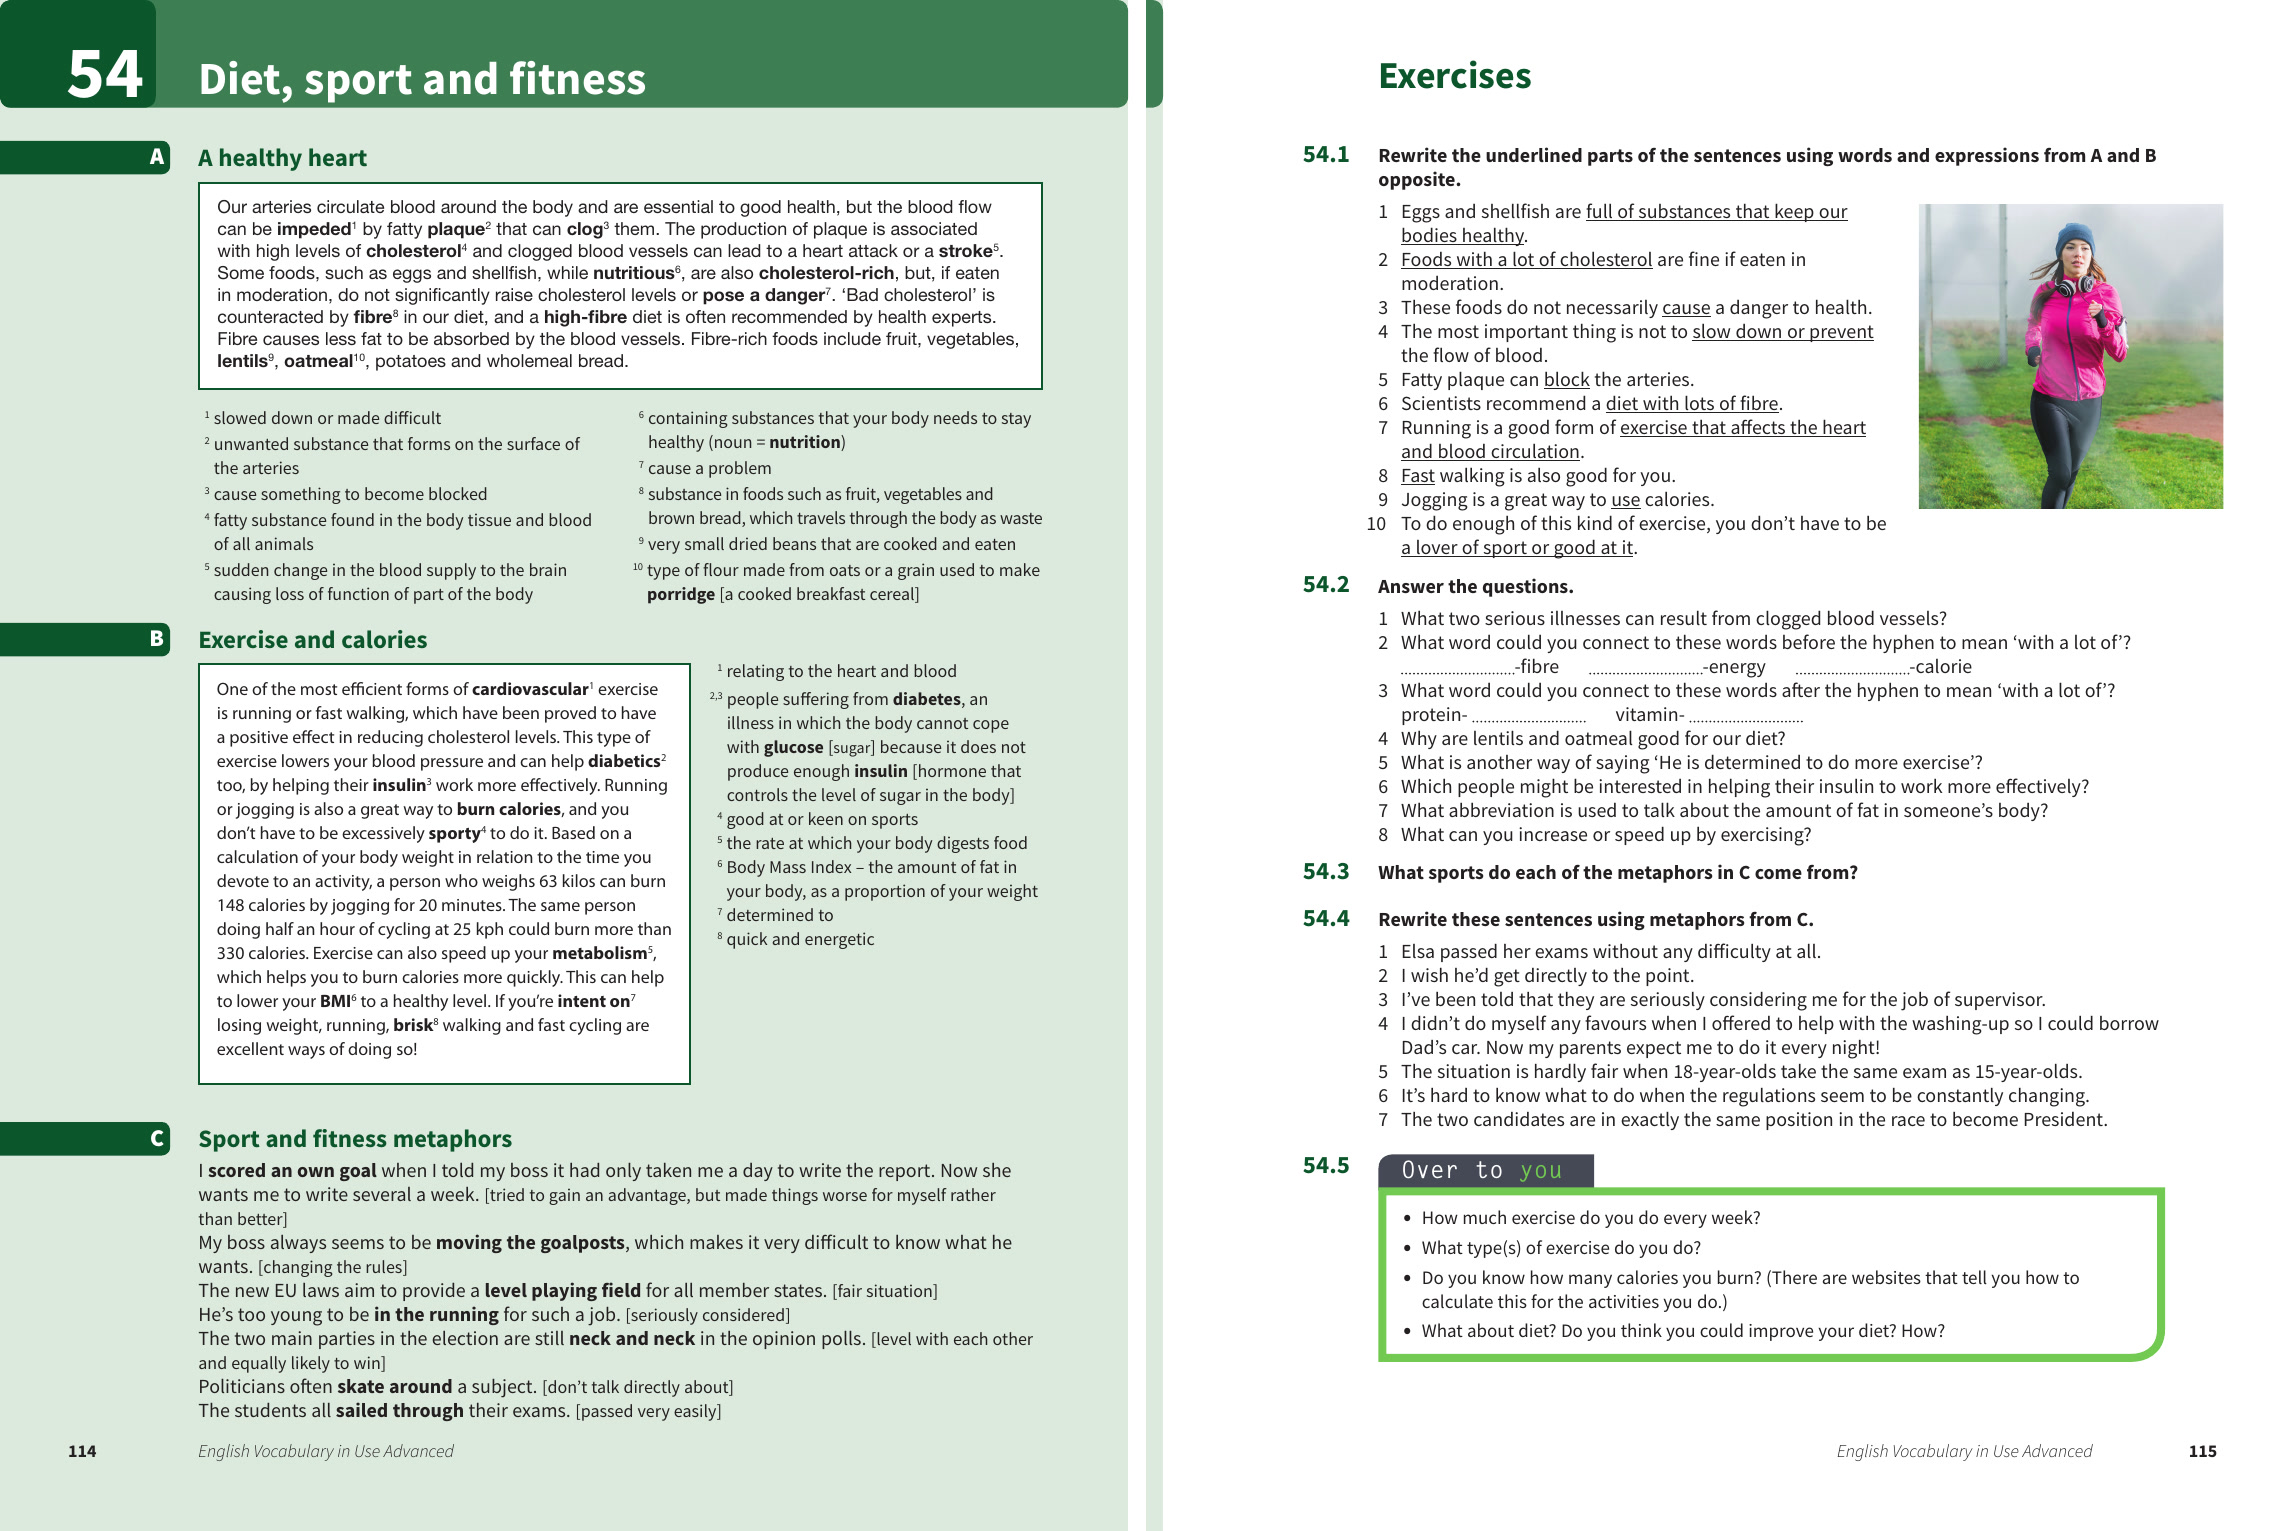 54
Diet, sport and fitness
A
A healthy heart
Our arteries circulate blood around the body and are essential to good health, but the blood flow
can be impeded1 by fatty plaque2 that can clog3 them. The production of plaque is associated
with high levels of cholesterol4 and clogged blood vessels can lead to a heart attack or a stroke5.
Some foods, such as eggs and shellfish, while nutritious6, are also cholesterol-rich, but, if eaten
in moderation, do not significantly raise cholesterol levels or pose a danger7. ‘Bad cholesterol’ is
counteracted by fibre8 in our diet, and a high-fibre diet is often recommended by health experts.
Fibre causes less fat to be absorbed by the blood vessels. Fibre-rich foods include fruit, vegetables,
lentils9, oatmeal10, potatoes and wholemeal bread.
1 slowed down or made difficult
2 unwanted substance that forms on the surface of
the arteries
3 cause something to become blocked
4 fatty substance found in the body tissue and blood
of all animals
5 sudden change in the blood supply to the brain
causing loss of function of part of the body
6 containing substances that your body needs to stay
healthy (noun = nutrition)
7 cause a problem
8 substance in foods such as fruit, vegetables and
brown bread, which travels through the body as waste
9 very small dried beans that are cooked and eaten
10 type of flour made from oats or a grain used to make
porridge [a cooked breakfast cereal]
B
Exercise and calories
One of the most efficient forms of cardiovascular1 exercise
is running or fast walking, which have been proved to have
a positive effect in reducing cholesterol levels. This type of
exercise lowers your blood pressure and can help diabetics2
too, by helping their insulin3 work more effectively. Running
or jogging is also a great way to burn calories, and you
don’t have to be excessively sporty4 to do it. Based on a
calculation of your body weight in relation to the time you
devote to an activity, a person who weighs 63 kilos can burn
148 calories by jogging for 20 minutes. The same person
doing half an hour of cycling at 25 kph could burn more than
330 calories. Exercise can also speed up your metabolism5,
which helps you to burn calories more quickly. This can help
to lower your BMI6 to a healthy level. If you’re intent on7
losing weight, running, brisk8 walking and fast cycling are
excellent ways of doing so!
1 relating to the heart and blood
2,3 people suffering from diabetes, an
illness in which the body cannot cope
with glucose [sugar] because it does not
produce enough insulin [hormone that
controls the level of sugar in the body]
4 good at or keen on sports
5 the rate at which your body digests food
6 Body Mass Index – the amount of fat in
your body, as a proportion of your weight
7 determined to
8 quick and energetic
C
Sport and fitness metaphors
I scored an own goal when I told my boss it had only taken me a day to write the report. Now she
wants me to write several a week. [tried to gain an advantage, but made things worse for myself rather
than better]
My boss always seems to be moving the goalposts, which makes it very difficult to know what he
wants. [changing the rules]
The new EU laws aim to provide a level playing field for all member states. [fair situation]
He’s too young to be in the running for such a job. [seriously considered]
The two main parties in the election are still neck and neck in the opinion polls. [level with each other
and equally likely to win]
Politicians often skate around a subject. [don’t talk directly about]
The students all sailed through their exams. [passed very easily]
114
English Vocabulary in Use Advanced
Exercises
54.1 Rewrite the underlined parts of the sentences using words and expressions from A and B
opposite.
1 Eggs and shellfish are full of substances that keep our
bodies healthy.
2 Foods with a lot of cholesterol are fine if eaten in
moderation.
3 These foods do not necessarily cause a danger to health.
4 The most important thing is not to slow down or prevent
the flow of blood.
5 Fatty plaque can block the arteries.
6 Scientists recommend a diet with lots of fibre.
7 Running is a good form of exercise that affects the heart
and blood circulation.
8 Fast walking is also good for you.
9 Jogging is a great way to use calories.
10 To do enough of this kind of exercise, you don’t have to be
a lover of sport or good at it.
54.2 Answer the questions.
1 What two serious illnesses can result from clogged blood vessels?
2 What word could you connect to these words before the hyphen to mean ‘with a lot of’?
.............................-fibre .............................-energy .............................-calorie
3 What word could you connect to these words after the hyphen to mean ‘with a lot of’?
protein- ............................. vitamin- .............................
4 Why are lentils and oatmeal good for our diet?
5 What is another way of saying ‘He is determined to do more exercise’?
6 Which people might be interested in helping their insulin to work more effectively?
7 What abbreviation is used to talk about the amount of fat in someone’s body?
8 What can you increase or speed up by exercising?
54.3 What sports do each of the metaphors in C come from?
54.4 Rewrite these sentences using metaphors from C.
1 Elsa passed her exams without any difficulty at all.
2 I wish he’d get directly to the point.
3 I’ve been told that they are seriously considering me for the job of supervisor.
4 I didn’t do myself any favours when I offered to help with the washing-up so I could borrow
Dad’s car. Now my parents expect me to do it every night!
5 The situation is hardly fair when 18-year-olds take the same exam as 15-year-olds.
6 It’s hard to know what to do when the regulations seem to be constantly changing.
7 The two candidates are in exactly the same position in the race to become President.
54.5 Over to you
• How much exercise do you do every week?
• What type(s) of exercise do you do?
• Do you know how many calories you burn? (There are websites that tell you how to
calculate this for the activities you do.)
• What about diet? Do you think you could improve your diet? How?
English Vocabulary in Use Advanced
115